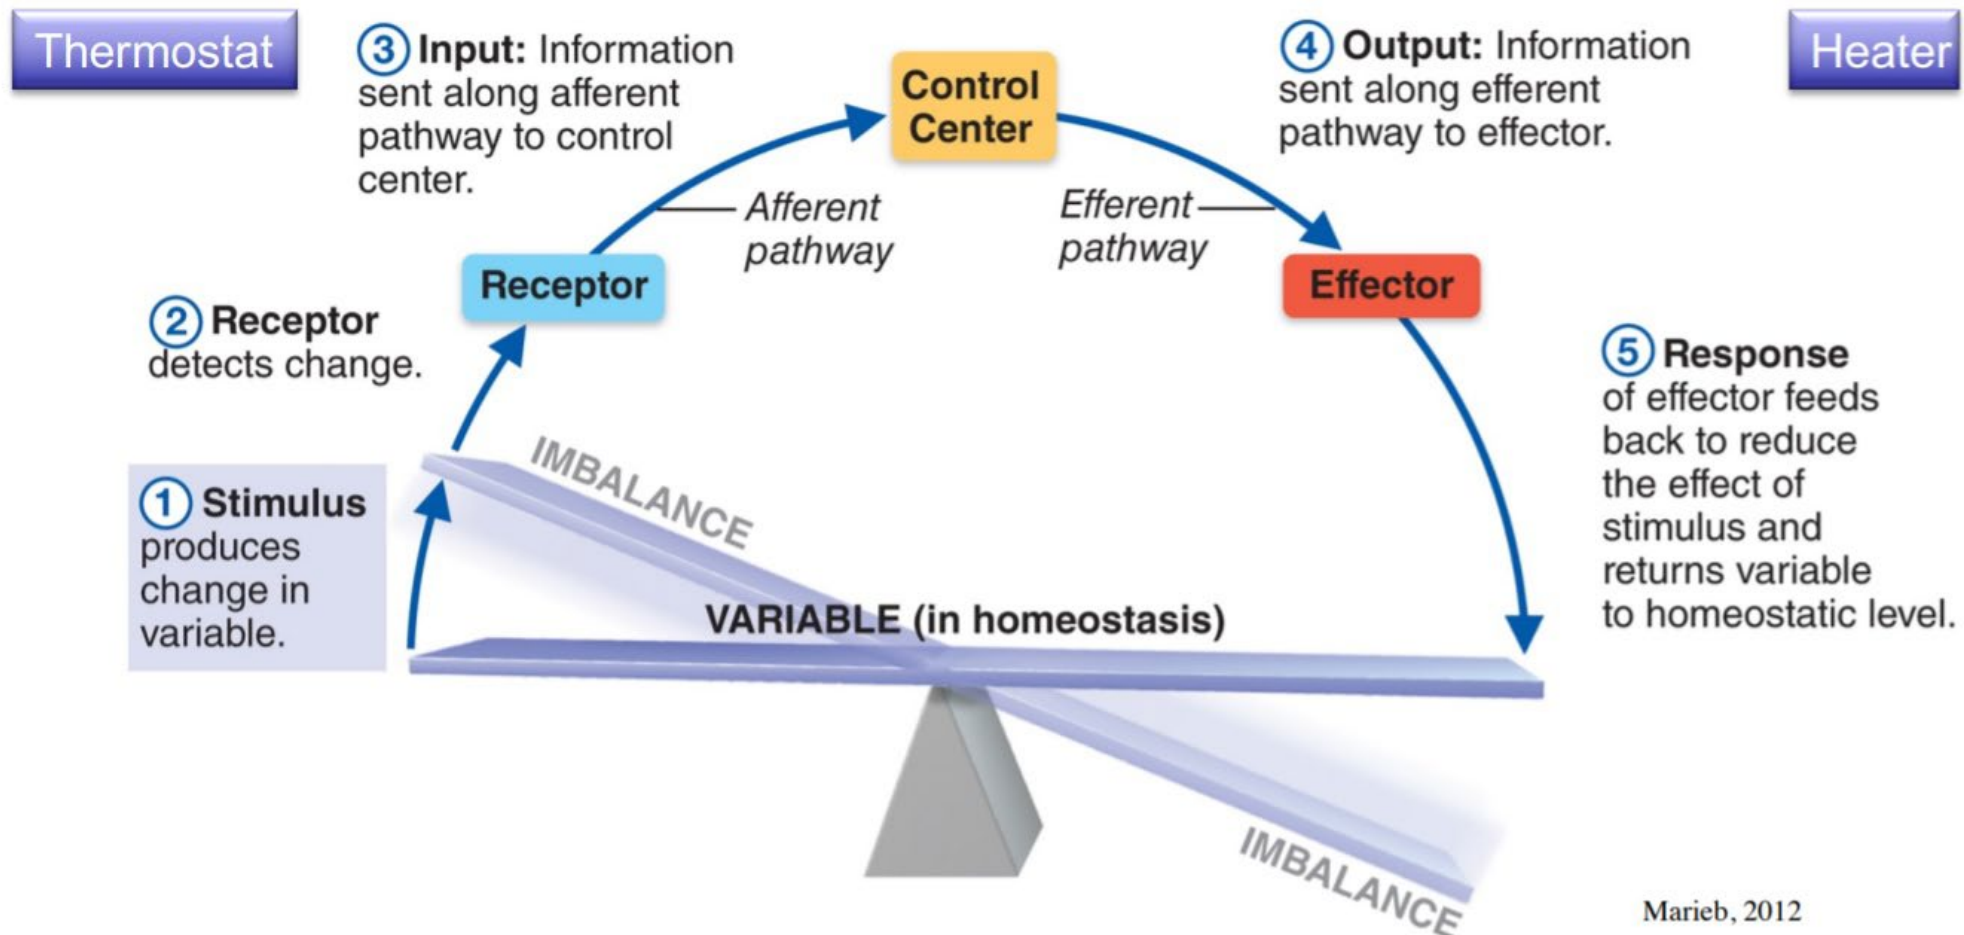 Thermostat
③ Input: Information
sent along afferent
pathway to control
center.
Control
Center
④ Output: Information
sent along efferent
pathway to effector.
Heater
Afferent
pathway
Efferent
pathway
Receptor
Effector
② Receptor
detects change.
⑤ Response
of effector feeds
back to reduce
the effect of
stimulus and
returns variable
to homeostatic level.
① Stimulus
produces
change in
variable.
IMBALANCE
VARIABLE (in homeostasis)
IMBALANCE
Marieb, 2012